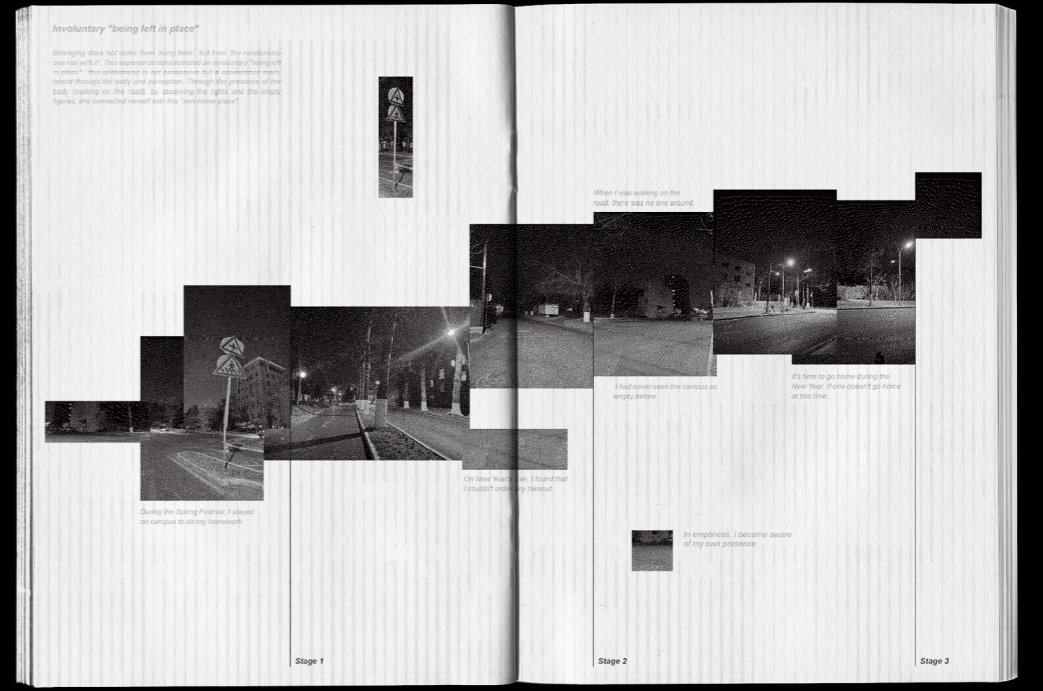 Involuntary "being left in place"
Belonging does not come from 'living here', but from 'the relationship
one has with it'. This experience demonstrated an involuntary "being left
in place" - this relationship is not possessive but a coexistence main-
tained through the body and perception. Through the presence of her
body (walking on the road), by observing the lights and the empty
figures, she connected herself with this "non-home place".
When I was walking on the
road, there was no one around.
It's time to go home during the
New Year. If one doesn't go home
at this time...
I had never seen the campus so
empty before.
On New Year's Eve, I found that
I couldn't order any takeout.
During the Spring Festival, I stayed
on campus to do my homework.
In emptiness, I became aware
of my own presence.
Stage 1
Stage 2
Stage 3